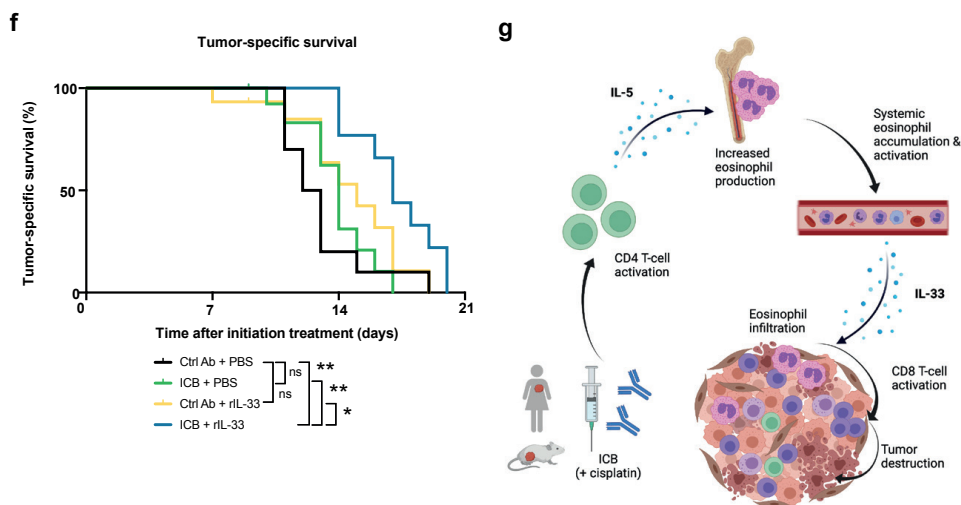 f
Tumor-specific survival
Tumor-specific survival (%)
100
50
0
0
7
14
21
Time after initiation treatment (days)
Ctrl Ab + PBS
ICB + PBS
Ctrl Ab + rIL-33
ICB + rIL-33
ns
ns
**
**
*
g
IL-5
Increased
eosinophil
production
Systemic
eosinophil
accumulation &
activation
CD4 T-cell
activation
IL-33
Eosinophil
infiltration
CD8 T-cell
activation
Tumor
destruction
ICB
(+ cisplatin)